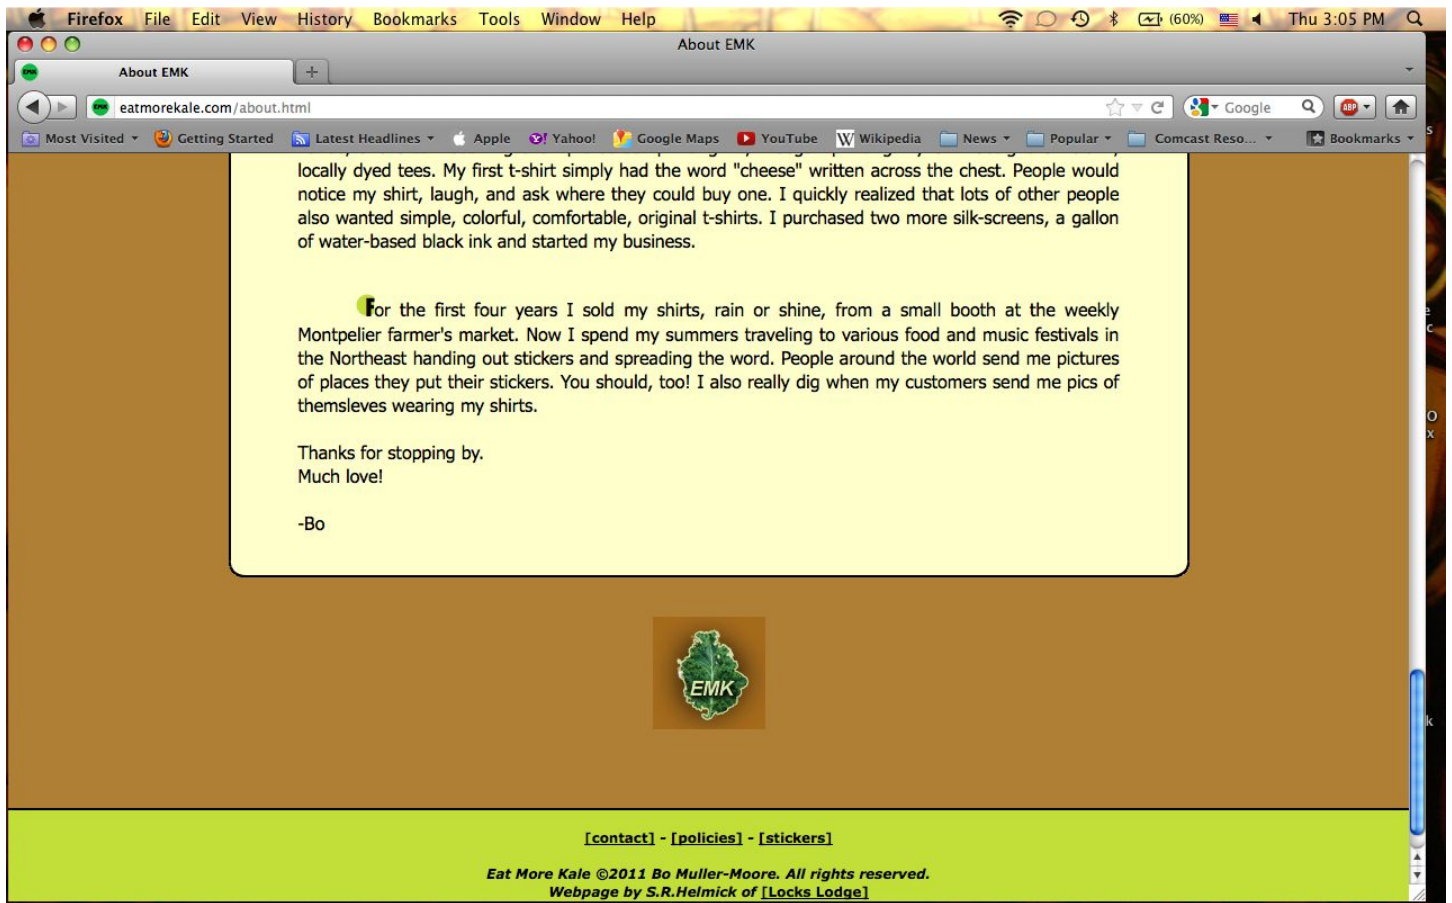 Firefox File Edit View History Bookmarks Tools Window Help (60%) Thu 3:05 PM
About EMK
About EMK
eatmorekale.com/about.html Google ABP
Most Visited Getting Started Latest Headlines Apple Yahoo! Google Maps YouTube Wikipedia News Popular Comcast Reso... Bookmarks
locally dyed tees. My first t-shirt simply had the word "cheese" written across the chest. People would
notice my shirt, laugh, and ask where they could buy one. I quickly realized that lots of other people
also wanted simple, colorful, comfortable, original t-shirts. I purchased two more silk-screens, a gallon
of water-based black ink and started my business.
For the first four years I sold my shirts, rain or shine, from a small booth at the weekly
Montpelier farmer's market. Now I spend my summers traveling to various food and music festivals in
the Northeast handing out stickers and spreading the word. People around the world send me pictures
of places they put their stickers. You should, too! I also really dig when my customers send me pics of
themsleves wearing my shirts.
Thanks for stopping by.
Much love!
-Bo
EMK
[contact] - [policies] - [stickers]
Eat More Kale ©2011 Bo Muller-Moore. All rights reserved.
Webpage by S.R.Helmick of [Locks Lodge]